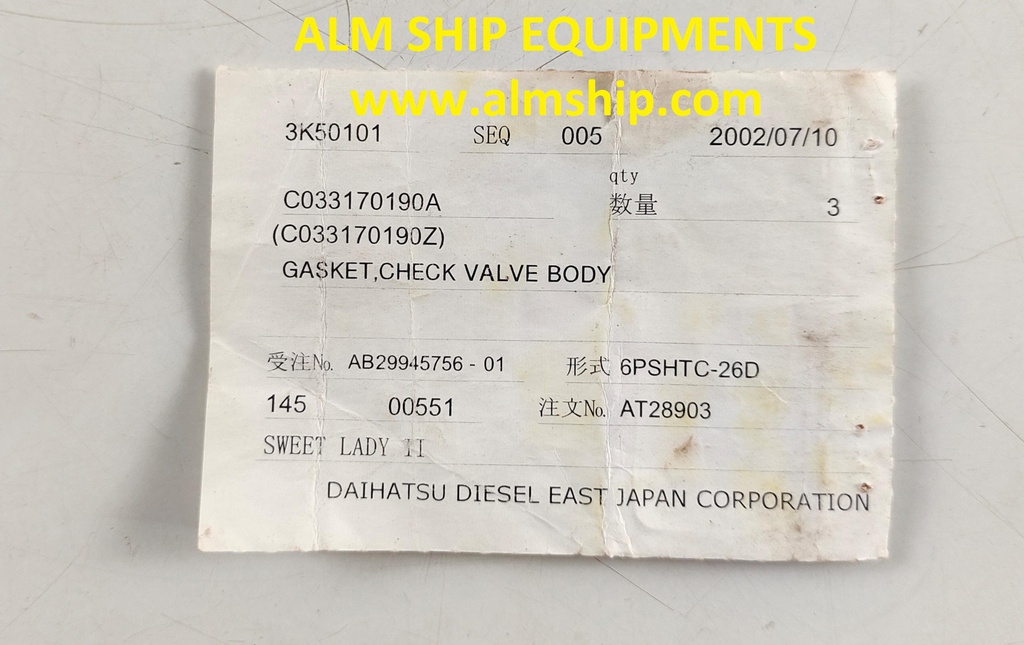 ALM SHIP EQUIPMENTS
www.almship.com
3K50101 SEQ 005 2002/07/10
qty
C033170190A 数量 3
(C033170190Z)
GASKET,CHECK VALVE BODY
受注No. AB29945756 - 01 形式 6PSHTC-26D
145 00551 注文No. AT28903
SWEET LADY II
DAIHATSU DIESEL EAST JAPAN CORPORATION